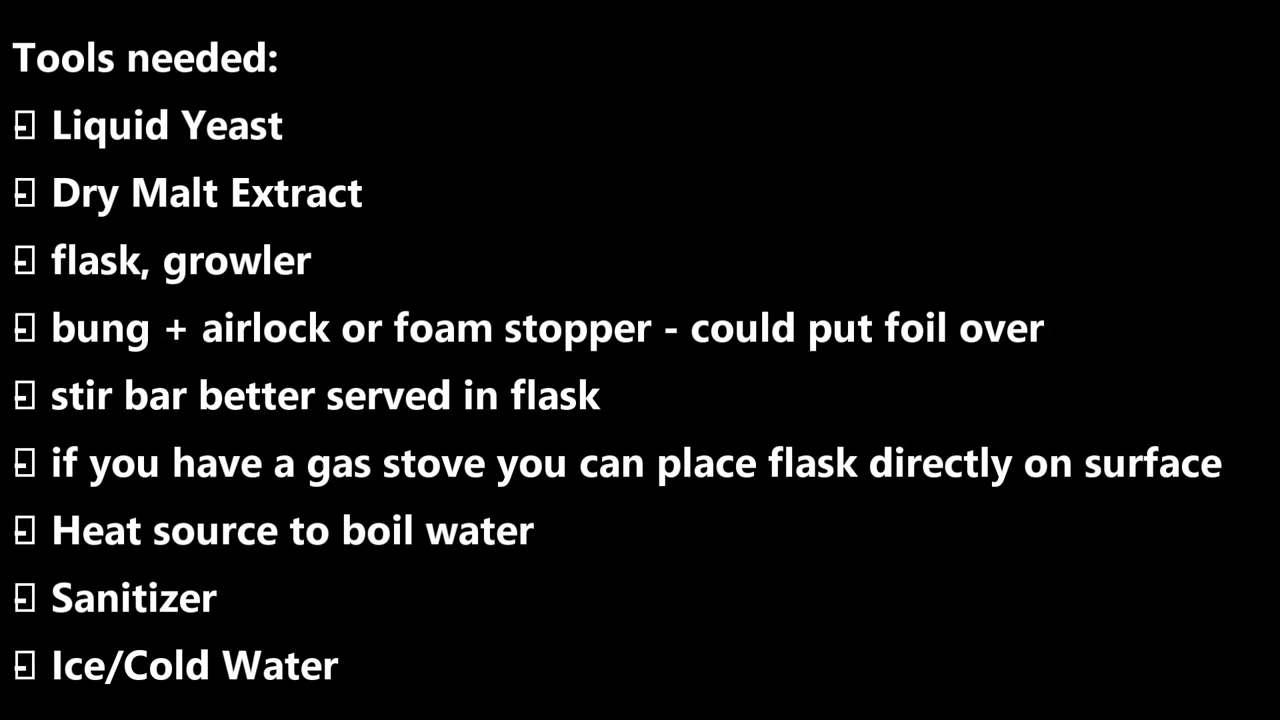 Tools needed:
Liquid Yeast
Dry Malt Extract
flask, growler
bung + airlock or foam stopper - could put foil over
stir bar better served in flask
if you have a gas stove you can place flask directly on surface
Heat source to boil water
Sanitizer
Ice/Cold Water